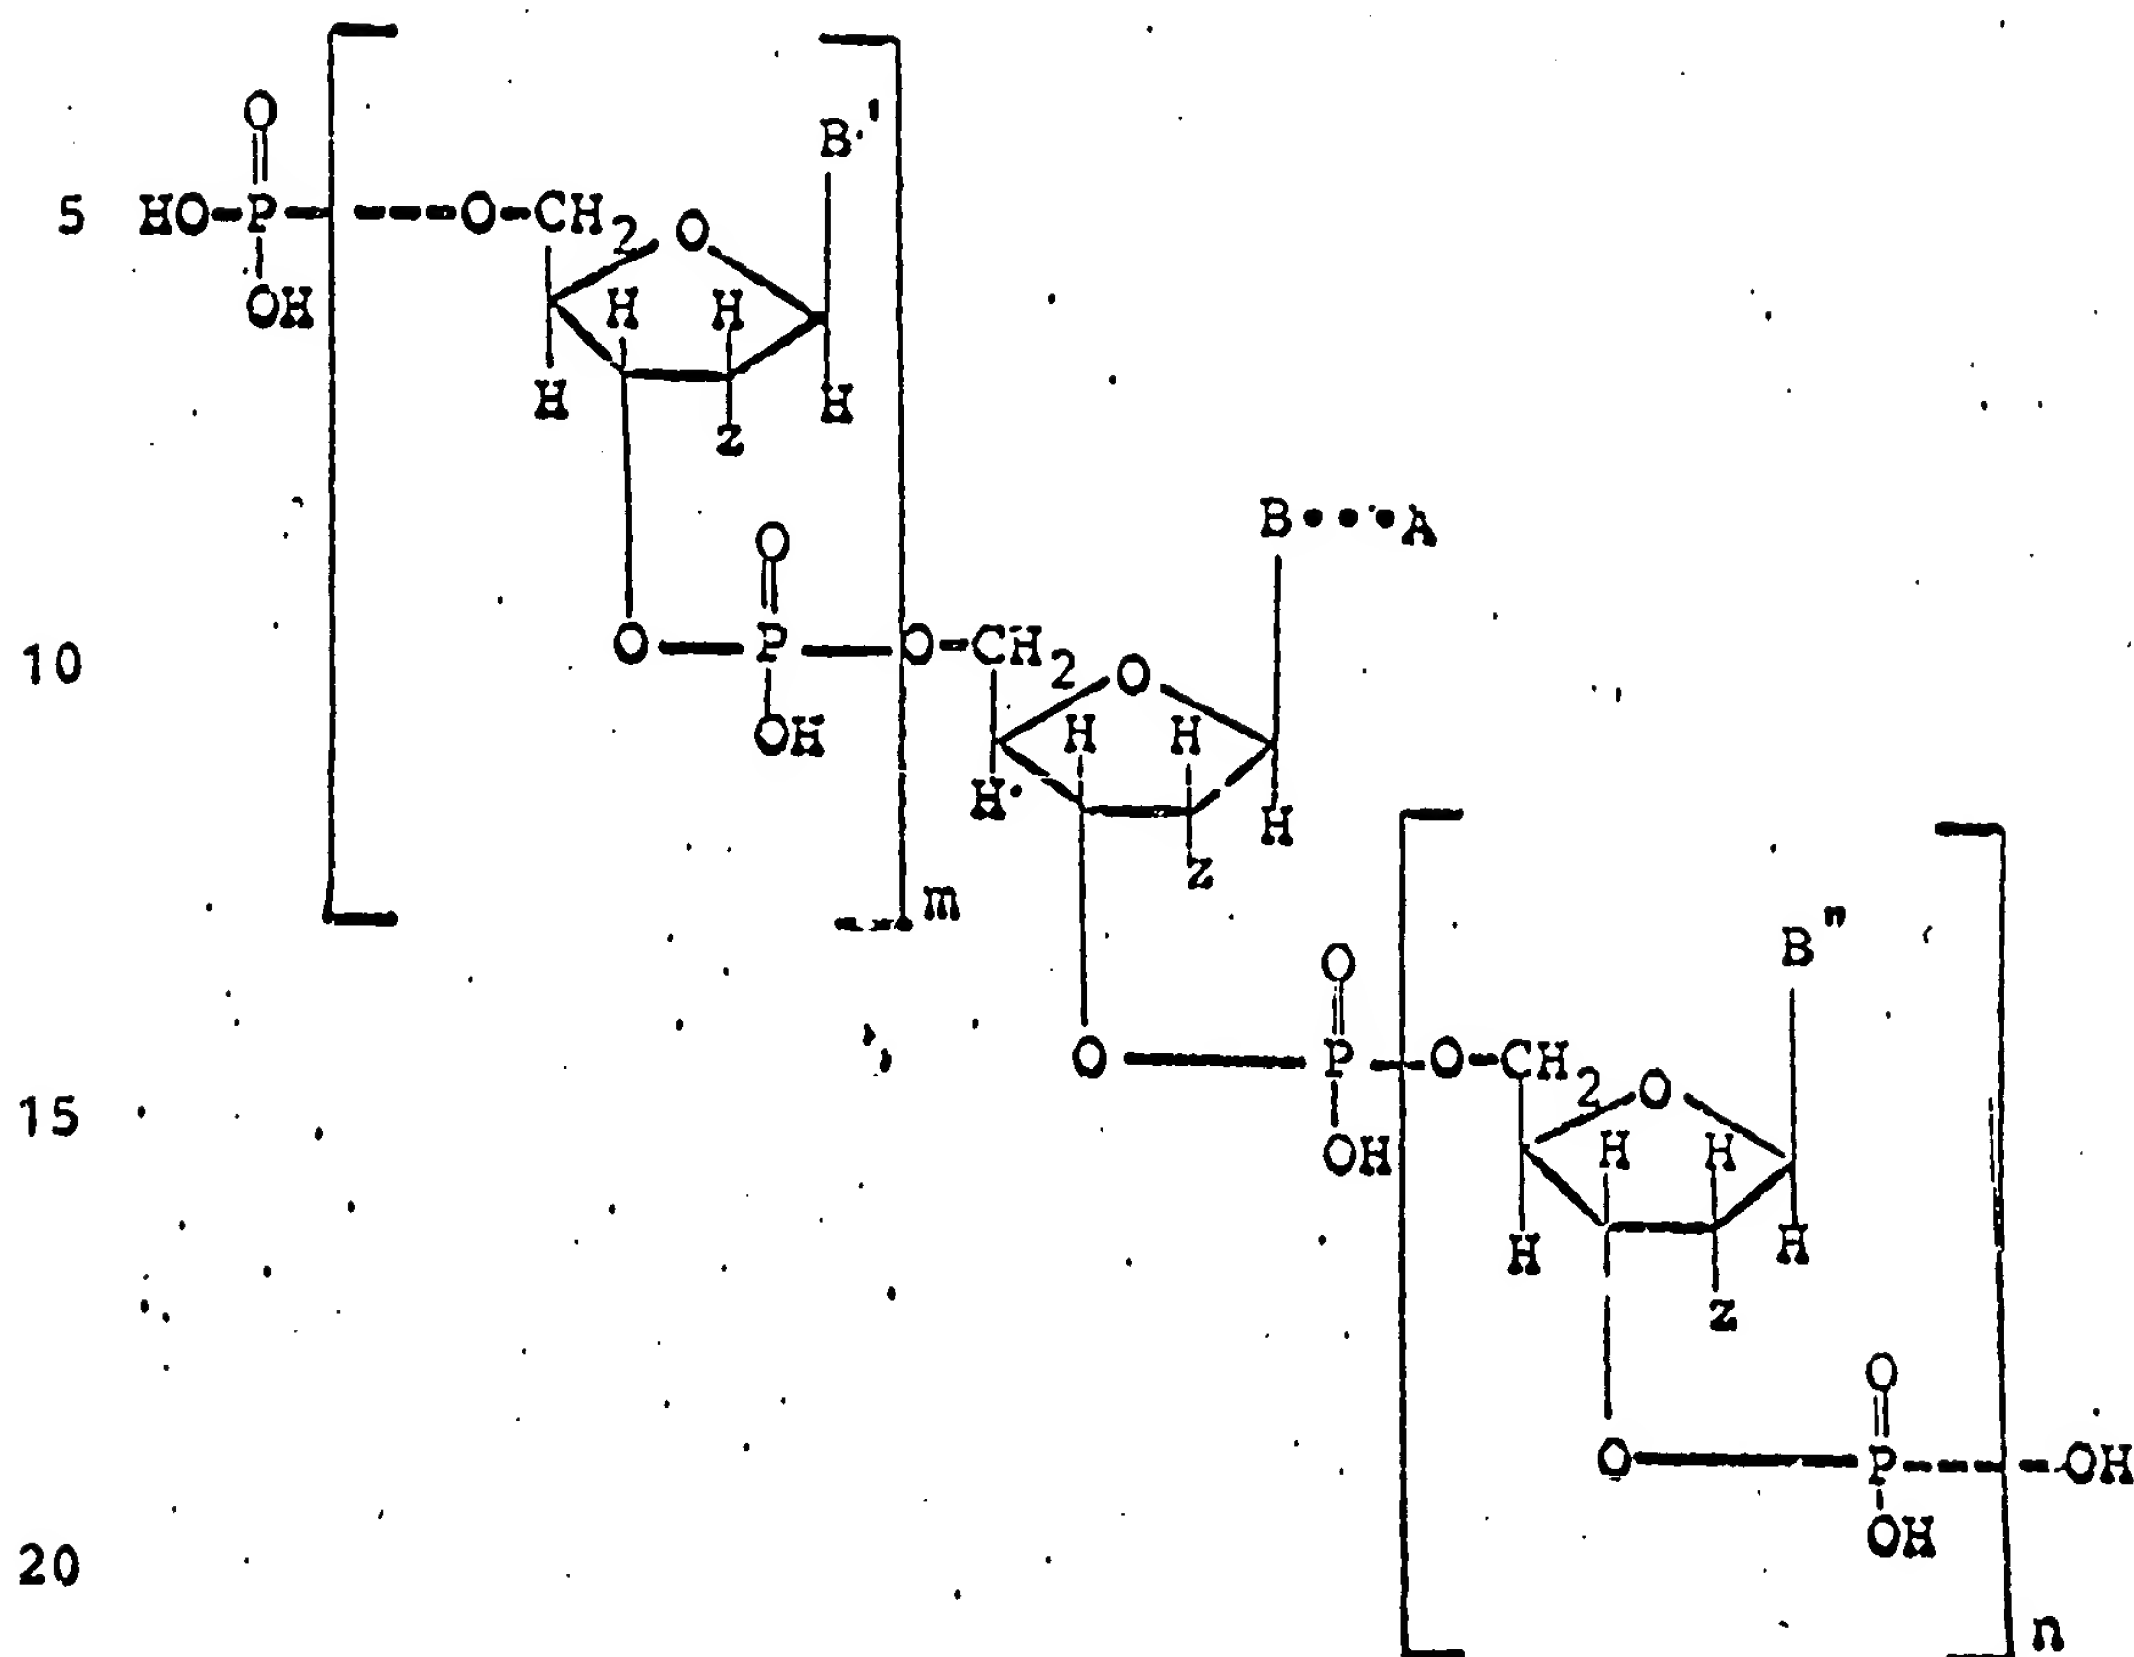 O
B'
5 HO-P-----O-CH2 O
OH H H
H H
z
O
B•••A
10 O-P-O-CH2 O
OH H H
H H
z
m
O
B"
15 O-P-O-CH2 O
OH H H
H H
z
O
O-P-----OH
OH
20
n